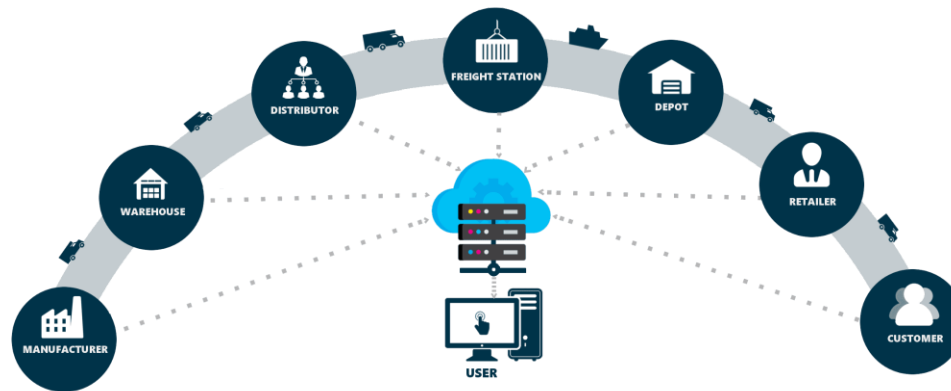 MANUFACTURER
WAREHOUSE
DISTRIBUTOR
FREIGHT STATION
DEPOT
RETAILER
CUSTOMER
USER